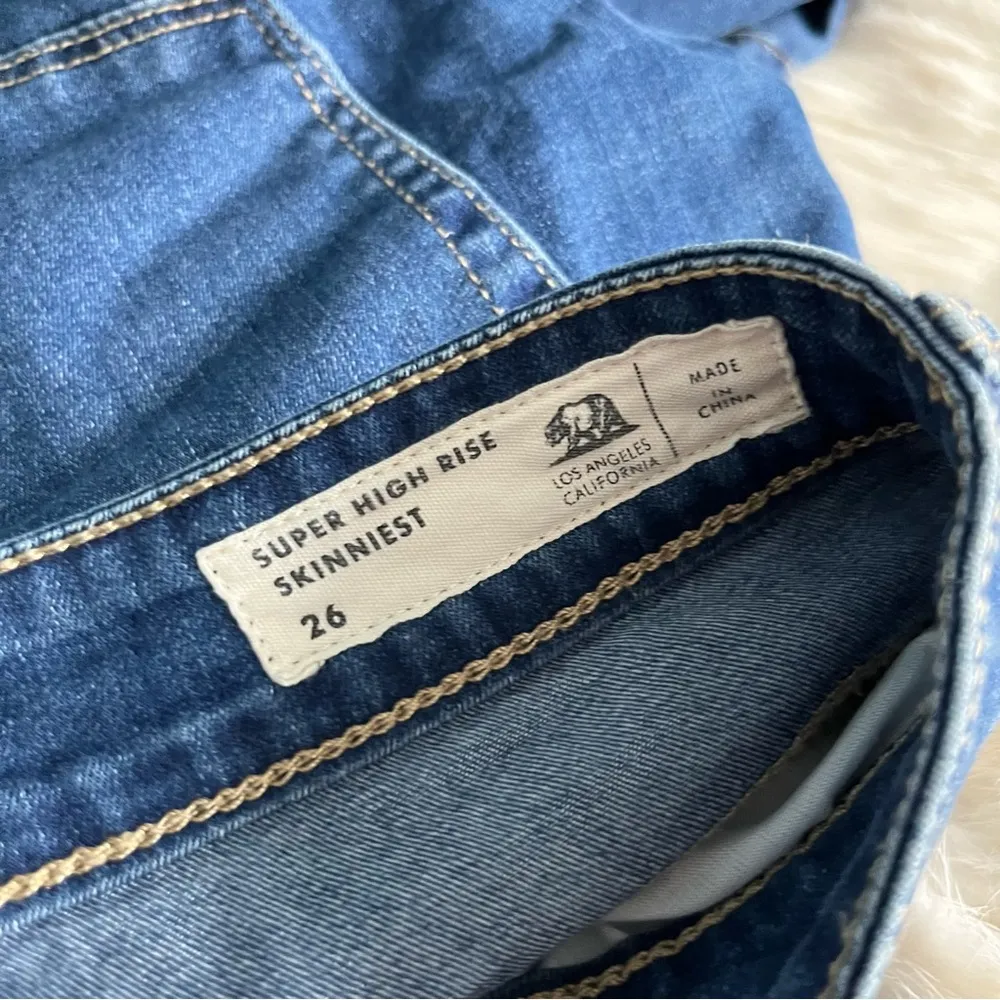 SUPER HIGH RISE
SKINNIEST
26
LOS ANGELES
CALIFORNIA
MADE
IN
CHINA